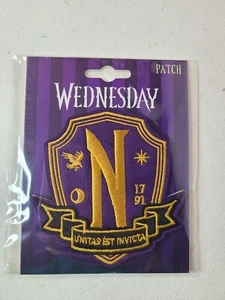 PATCH
WEDNESDAY
N
17
91
UNITAS EST INVICTA